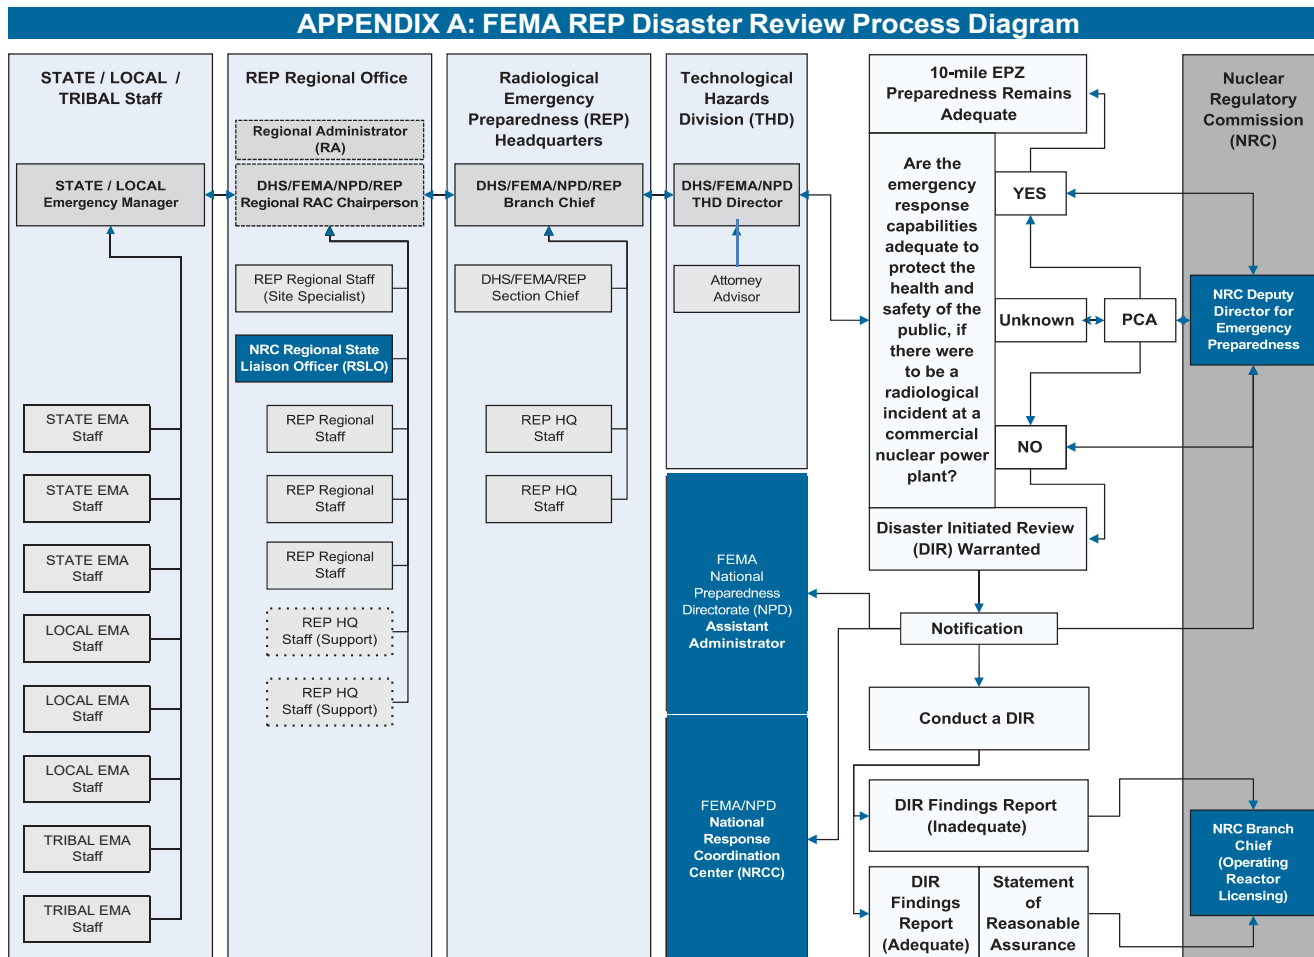 APPENDIX A: FEMA REP Disaster Review Process Diagram
STATE / LOCAL /
TRIBAL Staff
STATE / LOCAL
Emergency Manager
STATE EMA
Staff
STATE EMA
Staff
STATE EMA
Staff
LOCAL EMA
Staff
LOCAL EMA
Staff
LOCAL EMA
Staff
TRIBAL EMA
Staff
TRIBAL EMA
Staff
REP Regional Office
Regional Administrator
(RA)
DHS/FEMA/NPD/REP
Regional RAC Chairperson
REP Regional Staff
(Site Specialist)
NRC Regional State
Liaison Officer (RSLO)
REP Regional
Staff
REP Regional
Staff
REP Regional
Staff
REP HQ
Staff (Support)
REP HQ
Staff (Support)
Radiological
Emergency
Preparedness (REP)
Headquarters
DHS/FEMA/NPD/REP
Branch Chief
DHS/FEMA/REP
Section Chief
REP HQ
Staff
REP HQ
Staff
Technological
Hazards
Division (THD)
DHS/FEMA/NPD
THD Director
Attorney
Advisor
FEMA
National
Preparedness
Directorate (NPD)
Assistant
Administrator
FEMA/NPD
National
Response
Coordination
Center (NRCC)
10-mile EPZ
Preparedness Remains
Adequate
Are the
emergency
response
capabilities
adequate to
protect the
health and
safety of the
public, if
there were
to be a
radiological
incident at a
commercial
nuclear power
plant?
YES
Unknown
PCA
NO
Disaster Initiated Review
(DIR) Warranted
Notification
Conduct a DIR
DIR Findings Report
(Inadequate)
DIR
Findings
Report
(Adequate)
Statement
of
Reasonable
Assurance
Nuclear
Regulatory
Commission
(NRC)
NRC Deputy
Director for
Emergency
Preparedness
NRC Branch
Chief
(Operating
Reactor
Licensing)